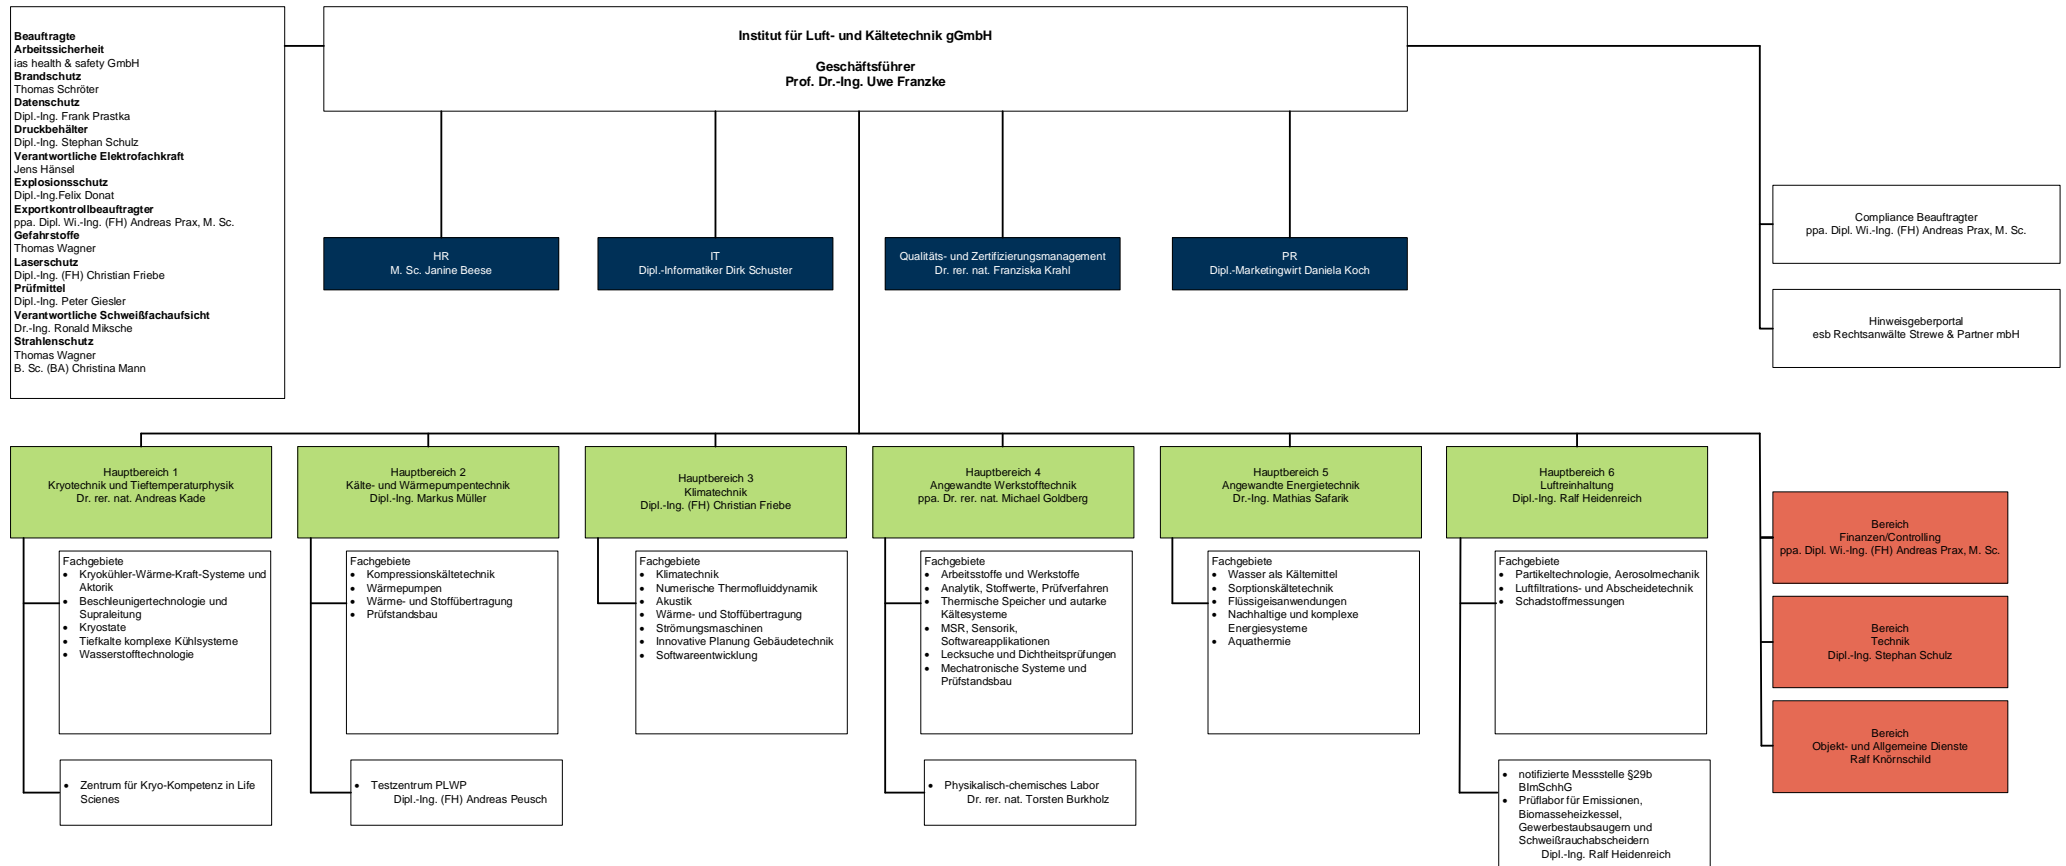 Beauftragte
Arbeitssicherheit
ias health & safety GmbH
Brandschutz
Thomas Schröter
Datenschutz
Dipl.-Ing. Frank Prastka
Druckbehälter
Dipl.-Ing. Stephan Schulz
Verantwortliche Elektrofachkraft
Jens Hänsel
Explosionsschutz
Dipl.-Ing.Felix Donat
Exportkontrollbeauftragter
ppa. Dipl. Wi.-Ing. (FH) Andreas Prax, M. Sc.
Gefahrstoffe
Thomas Wagner
Laserschutz
Dipl.-Ing. (FH) Christian Friebe
Prüfmittel
Dipl.-Ing. Peter Giesler
Verantwortliche Schweißfachaufsicht
Dr.-Ing. Ronald Miksche
Strahlenschutz
Thomas Wagner
B. Sc. (BA) Christina Mann
Institut für Luft- und Kältetechnik gGmbH
Geschäftsführer
Prof. Dr.-Ing. Uwe Franzke
HR
M. Sc. Janine Beese
IT
Dipl.-Informatiker Dirk Schuster
Qualitäts- und Zertifizierungsmanagement
Dr. rer. nat. Franziska Krahl
PR
Dipl.-Marketingwirt Daniela Koch
Compliance Beauftragter
ppa. Dipl. Wi.-Ing. (FH) Andreas Prax, M. Sc.
Hinweisgeberportal
esb Rechtsanwälte Strewe & Partner mbH
Hauptbereich 1
Kryotechnik und Tieftemperaturphysik
Dr. rer. nat. Andreas Kade
Fachgebiete
• Kryokühler-Wärme-Kraft-Systeme und
Aktorik
• Beschleunigertechnologie und
Supraleitung
• Kryostate
• Tiefkalte komplexe Kühlsysteme
• Wasserstofftechnologie
• Zentrum für Kryo-Kompetenz in Life
Scienes
Hauptbereich 2
Kälte- und Wärmepumpentechnik
Dipl.-Ing. Markus Müller
Fachgebiete
• Kompressionskältetechnik
• Wärmepumpen
• Wärme- und Stoffübertragung
• Prüfstandsbau
• Testzentrum PLWP
Dipl.-Ing. (FH) Andreas Peusch
Hauptbereich 3
Klimatechnik
Dipl.-Ing. (FH) Christian Friebe
Fachgebiete
• Klimatechnik
• Numerische Thermofluiddynamik
• Akustik
• Wärme- und Stoffübertragung
• Strömungsmaschinen
• Innovative Planung Gebäudetechnik
• Softwareentwicklung
Hauptbereich 4
Angewandte Werkstofftechnik
ppa. Dr. rer. nat. Michael Goldberg
Fachgebiete
• Arbeitsstoffe und Werkstoffe
• Analytik, Stoffwerte, Prüfverfahren
• Thermische Speicher und autarke
Kältesysteme
• MSR, Sensorik,
Softwareapplikationen
• Lecksuche und Dichtheitsprüfungen
• Mechatronische Systeme und
Prüfstandsbau
• Physikalisch-chemisches Labor
Dr. rer. nat. Torsten Burkholz
Hauptbereich 5
Angewandte Energietechnik
Dr.-Ing. Mathias Safarik
Fachgebiete
• Wasser als Kältemittel
• Sorptionskältetechnik
• Flüssigeisanwendungen
• Nachhaltige und komplexe
Energiesysteme
• Aquathermie
Hauptbereich 6
Luftreinhaltung
Dipl.-Ing. Ralf Heidenreich
Fachgebiete
• Partikeltechnologie, Aerosolmechanik
• Luftfiltrations- und Abscheidetechnik
• Schadstoffmessungen
• notifizierte Messstelle §29b
BImSchhG
• Prüflabor für Emissionen,
Biomasseheizkessel,
Gewerbestaubsaugern und
Schweißrauchabscheidern
Dipl.-Ing. Ralf Heidenreich
Bereich
Finanzen/Controlling
ppa. Dipl. Wi.-Ing. (FH) Andreas Prax, M. Sc.
Bereich
Technik
Dipl.-Ing. Stephan Schulz
Bereich
Objekt- und Allgemeine Dienste
Ralf Knörnschild